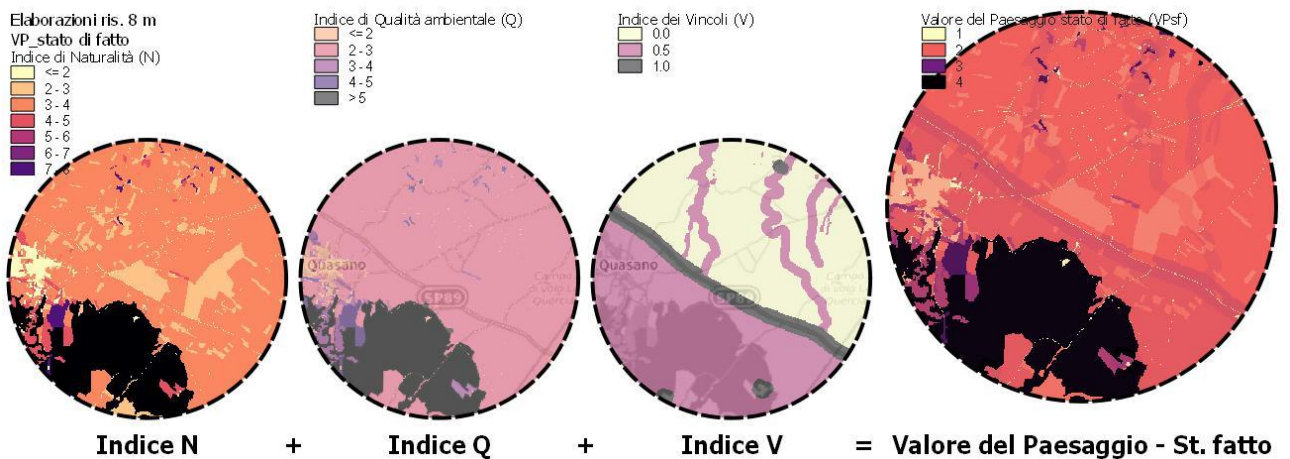 Elaborazioni ris. 8 m
VP_stato di fatto
Indice di Naturalità (N)
<= 2
2 - 3
3 - 4
4 - 5
5 - 6
6 - 7
Indice di Qualità ambientale (Q)
<= 2
2 - 3
3 - 4
4 - 5
> 5
Indice dei Vincoli (V)
0.0
0.5
1.0
Valore del Paesaggio stato di fatto (VPsf)
1
2
3
4
Quasano
SP89
Quasano
SP89
Indice N + Indice Q + Indice V = Valore del Paesaggio - St. fatto